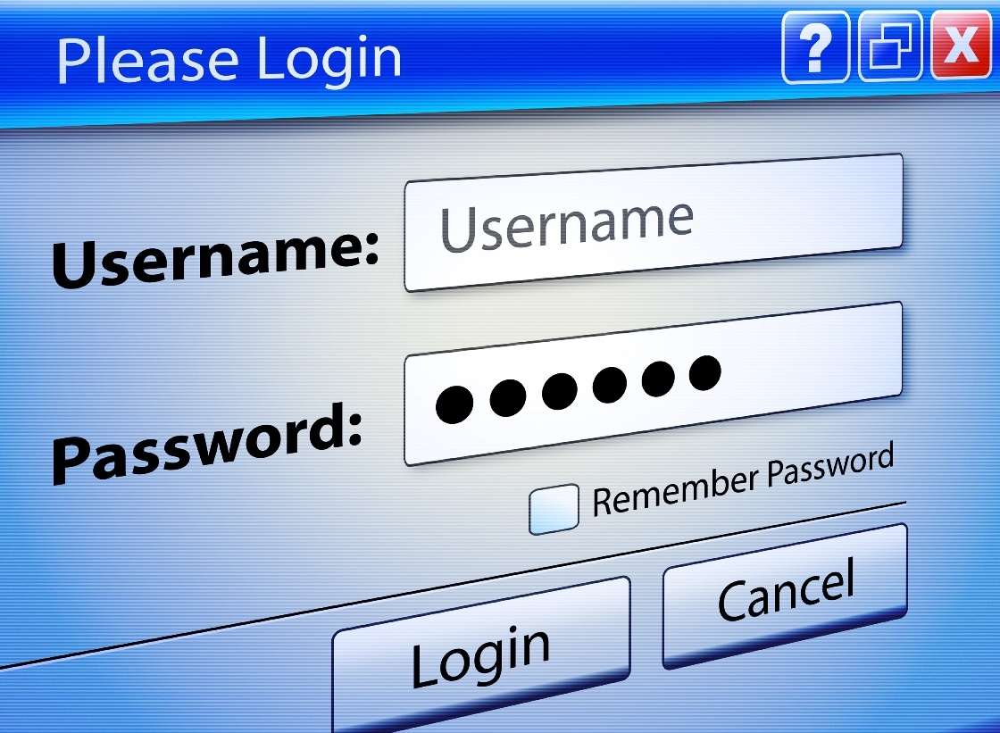 Please Login
?
X
Username: Username
Password: ●●●●●●
Remember Password
Login Cancel